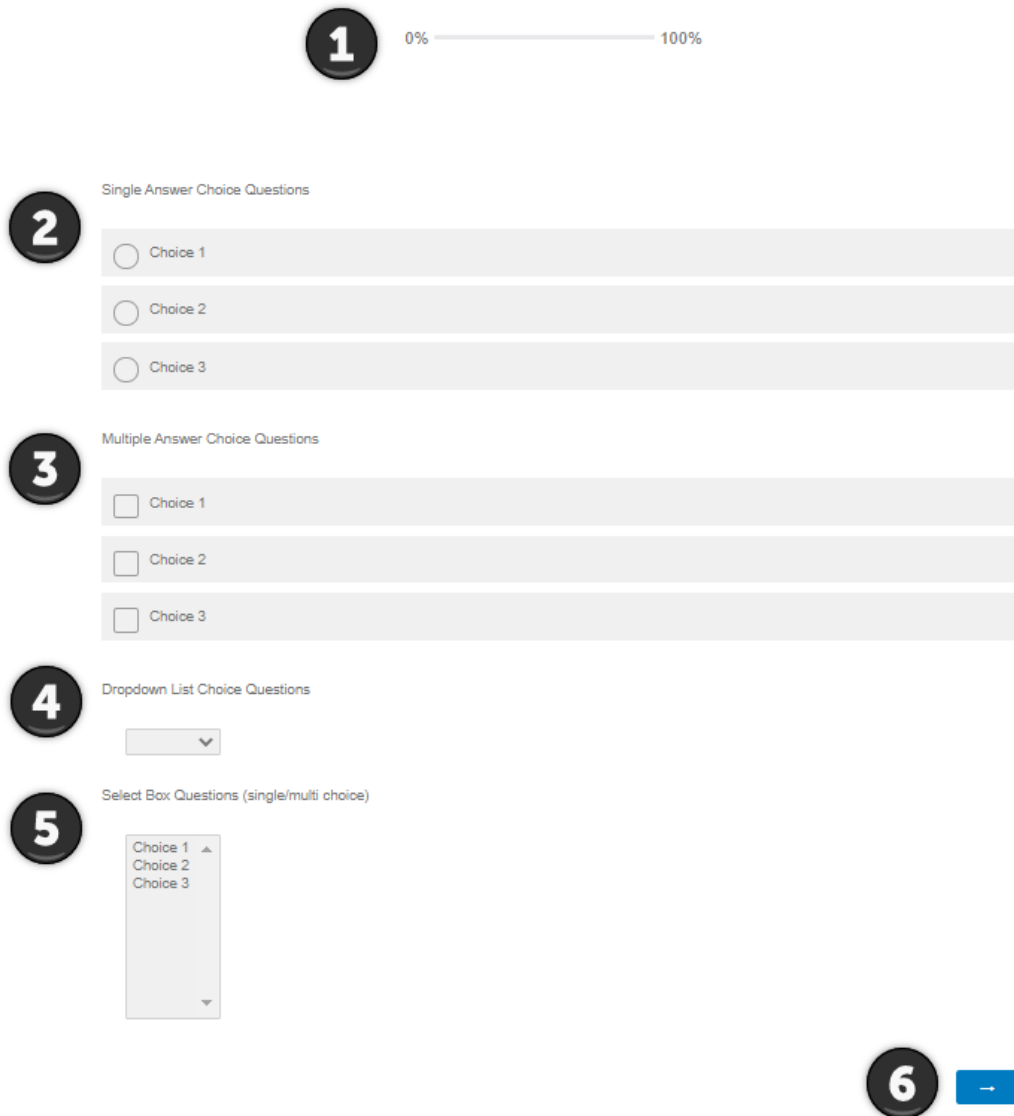 1 0% 100%
Single Answer Choice Questions
2
Choice 1
Choice 2
Choice 3
Multiple Answer Choice Questions
3
Choice 1
Choice 2
Choice 3
4
Dropdown List Choice Questions
Select Box Questions (single/multi choice)
5
Choice 1
Choice 2
Choice 3
6 →